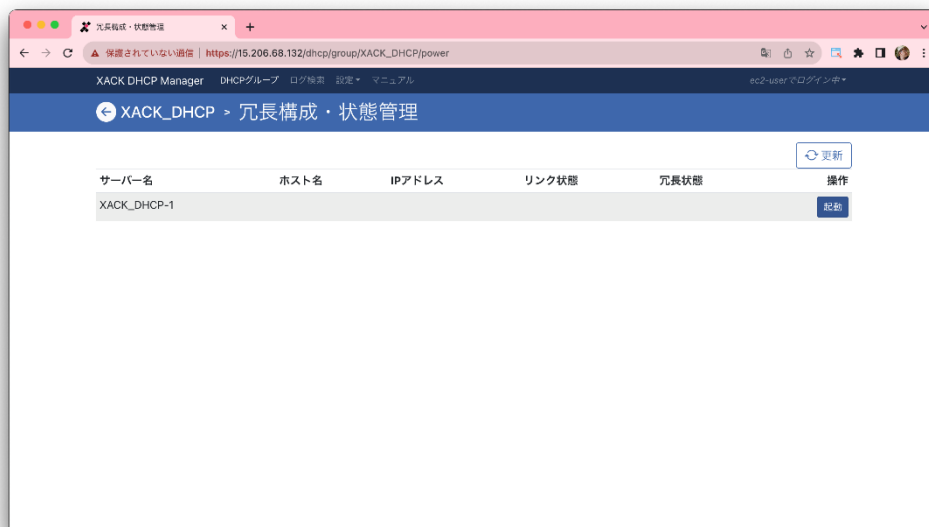 冗長構成・状態管理
保護されていない通信 https://15.206.68.132/dhcp/group/XACK_DHCP/power
XACK DHCP Manager DHCPグループ ログ検索 設定 マニュアル ec2-userでログイン中
XACK_DHCP > 冗長構成・状態管理
更新
サーバー名 ホスト名 IPアドレス リンク状態 冗長状態 操作
XACK_DHCP-1 起動